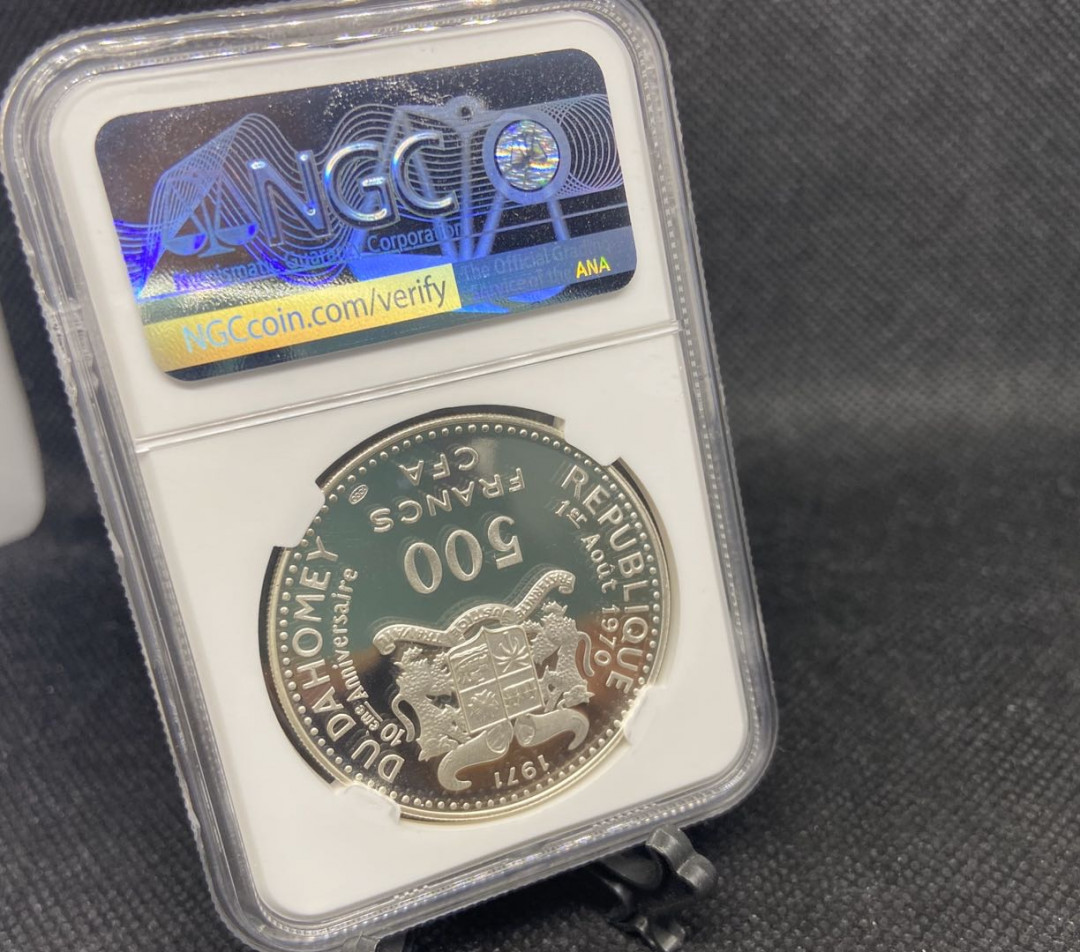 NGC
Numismatic Guaranty Corporation
The Official Grading
Service of the ANA
NGCcoin.com/verify
RÉPUBLIQUE
DU DAHOMEY
1er Août 1970
10ème Anniversaire
500
FRANCS
CFA
1971